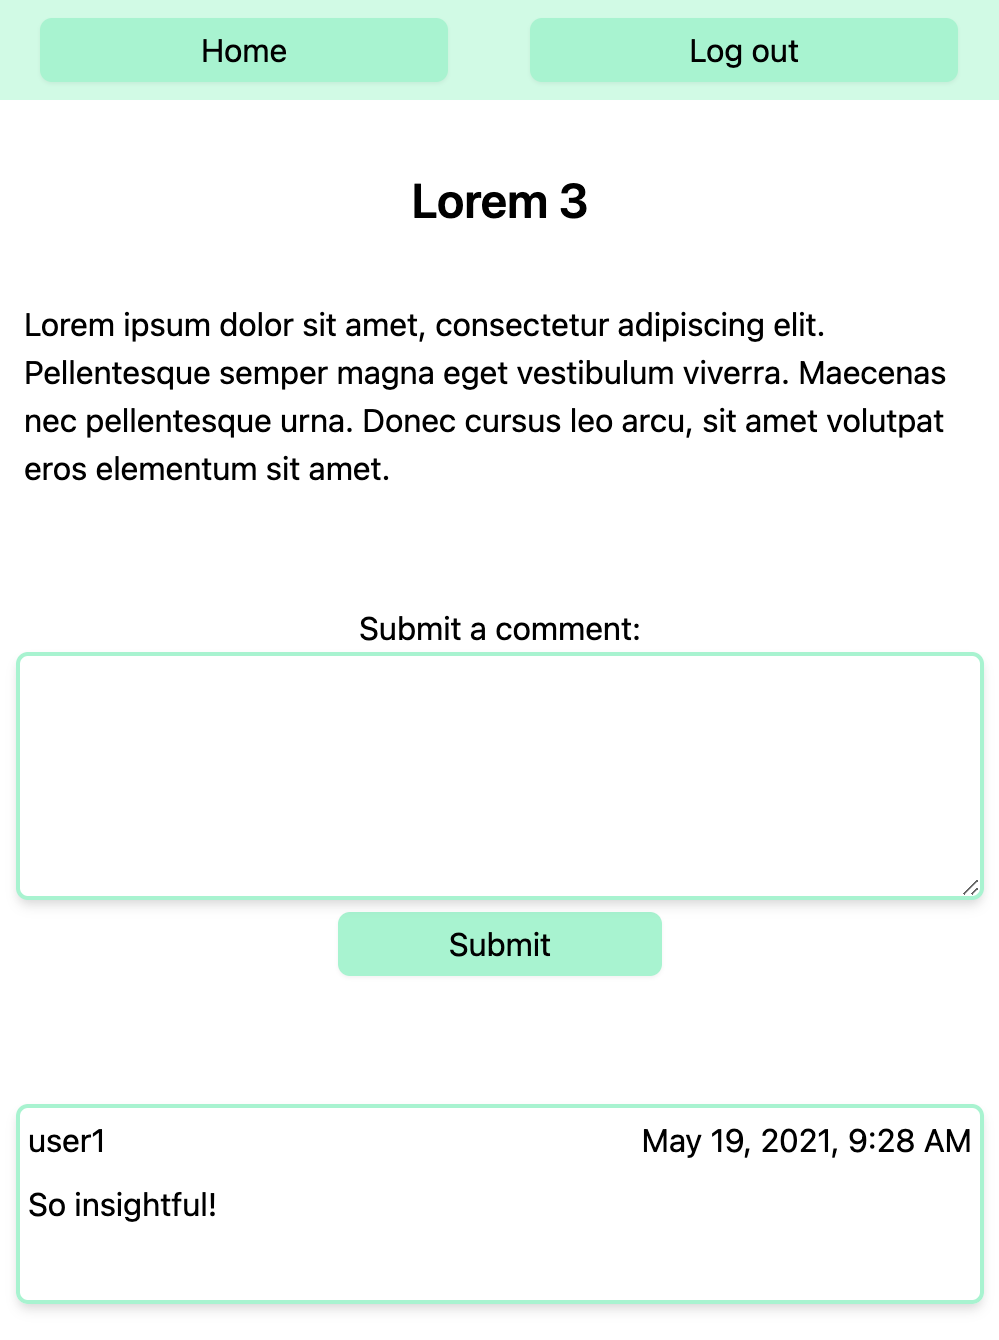 Home Log out
Lorem 3
Lorem ipsum dolor sit amet, consectetur adipiscing elit.
Pellentesque semper magna eget vestibulum viverra. Maecenas
nec pellentesque urna. Donec cursus leo arcu, sit amet volutpat
eros elementum sit amet.
Submit a comment:
Submit
user1 May 19, 2021, 9:28 AM
So insightful!